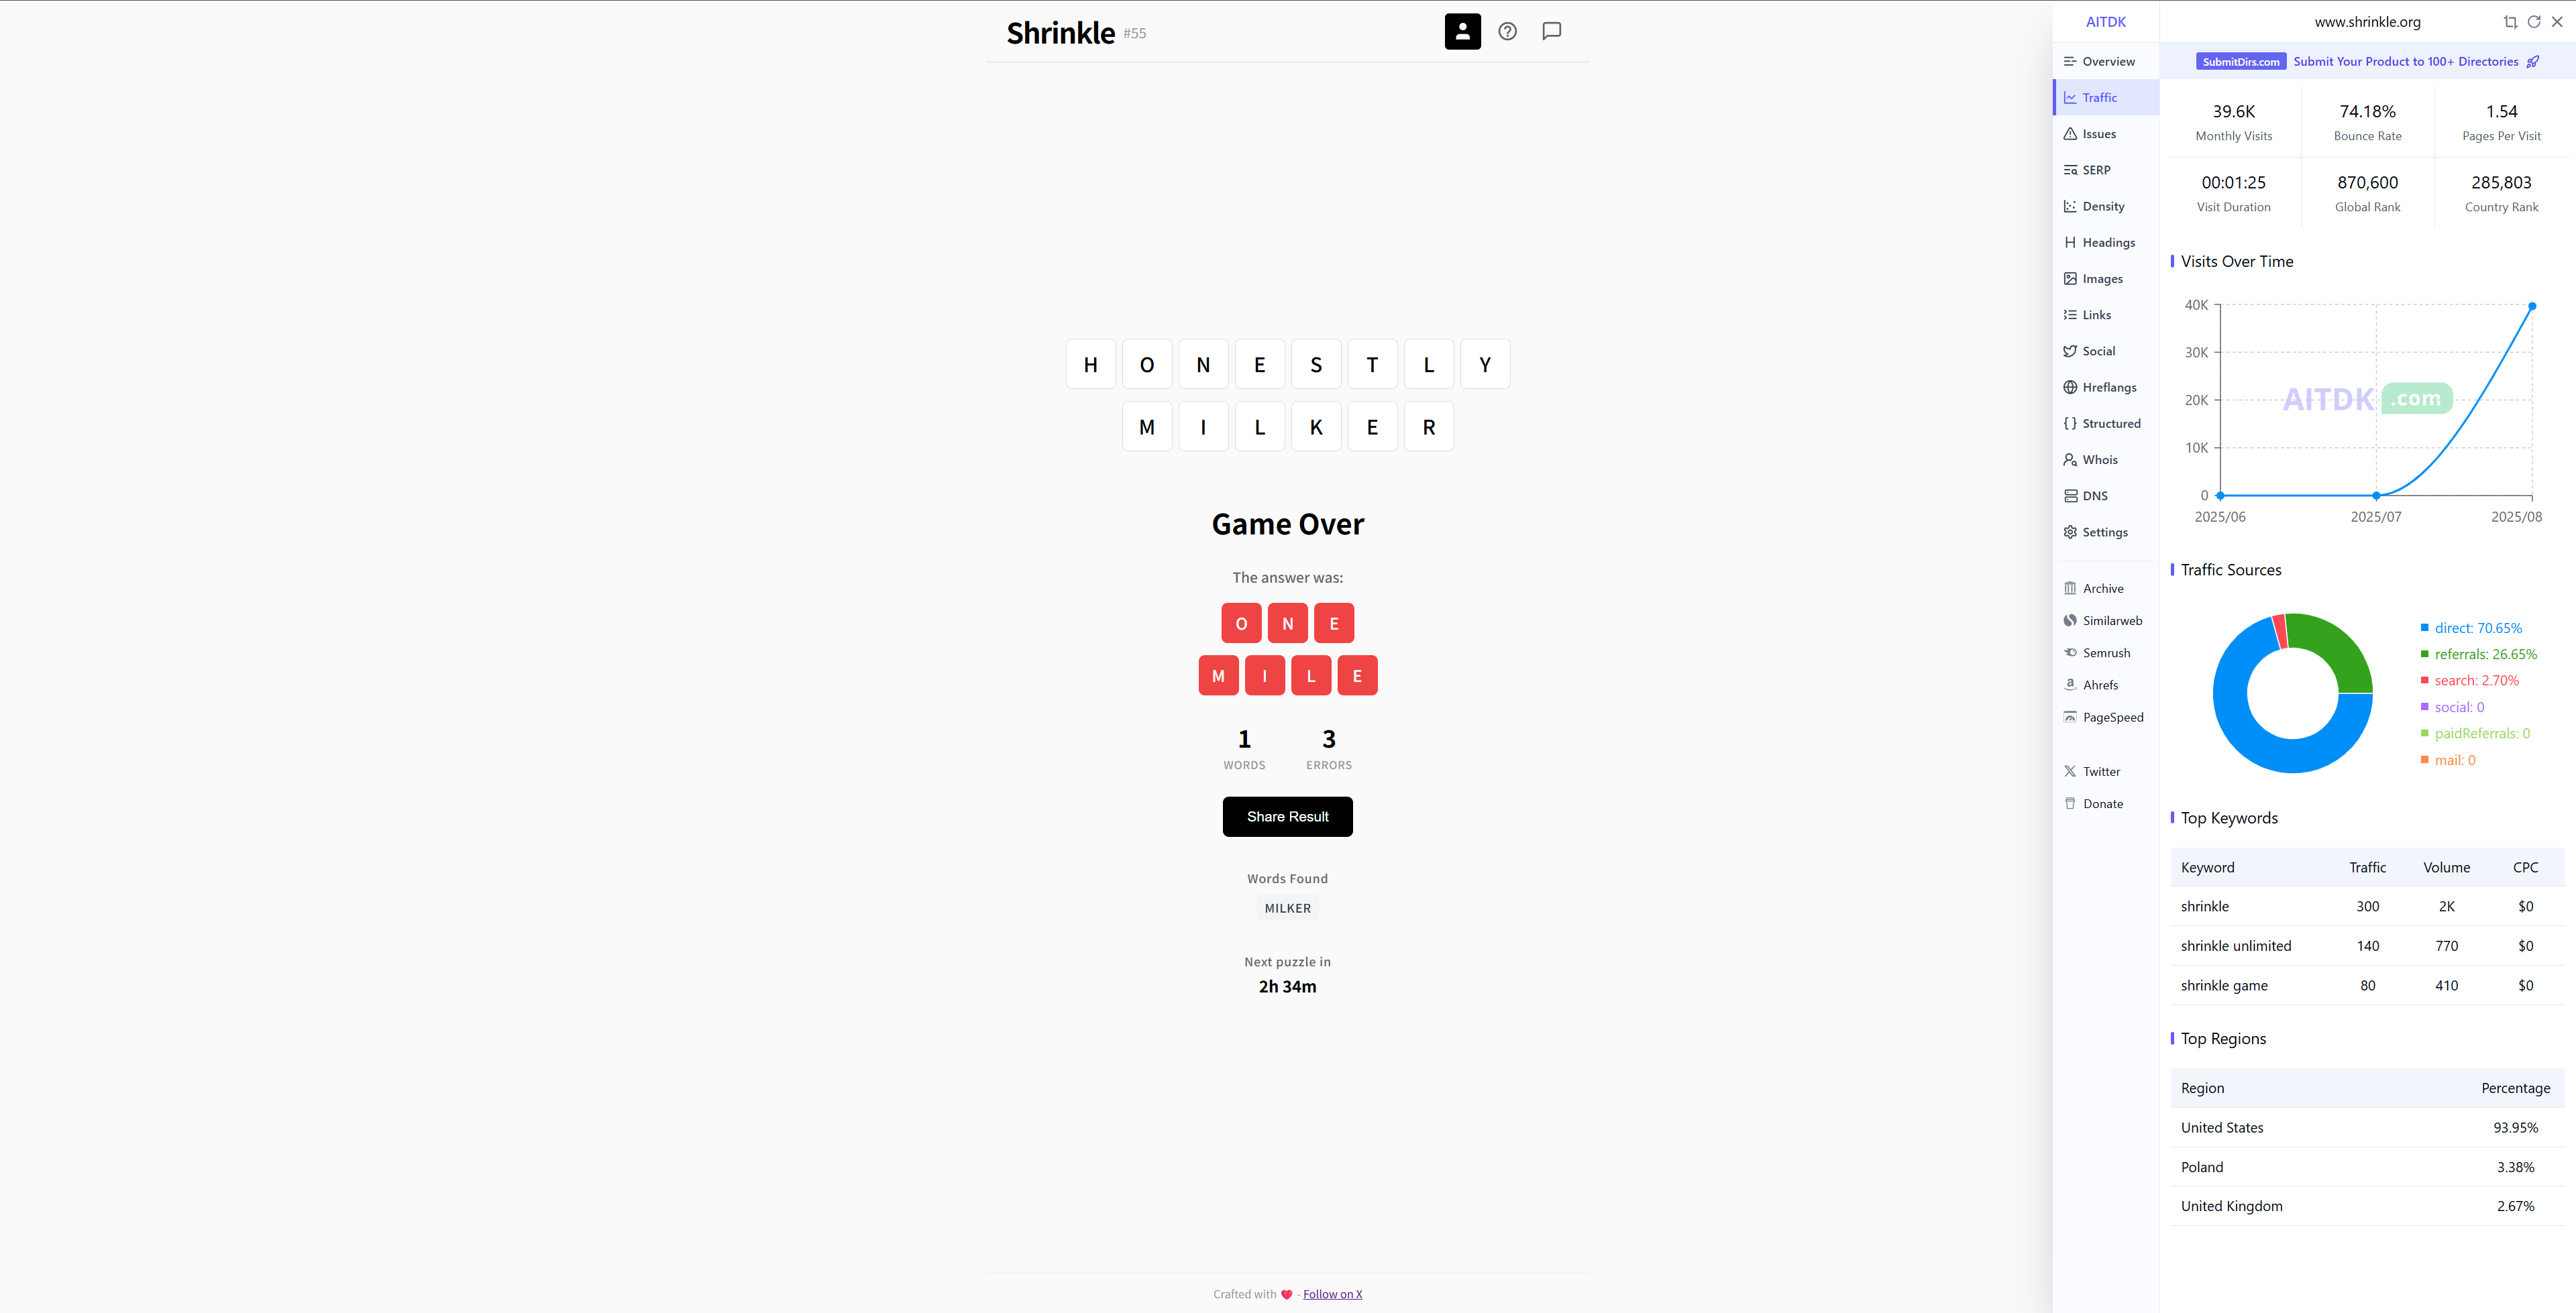 Shrinkle #55
H O N E S T L Y
M I L K E R
Game Over
The answer was:
O N E
M I L E
1 3
WORDS ERRORS
Share Result
Words Found
MILKER
Next puzzle in
2h 34m
Crafted with ❤️ - Follow on X
AITDK
Overview
Traffic
Issues
SERP
Density
Headings
Images
Links
Social
Hreflangs
Structured
Whois
DNS
Settings
Archive
Similarweb
Semrush
Ahrefs
PageSpeed
Twitter
Donate
www.shrinkle.org
SubmitDirs.com Submit Your Product to 100+ Directories
39.6K 74.18% 1.54
Monthly Visits Bounce Rate Pages Per Visit
00:01:25 870,600 285,803
Visit Duration Global Rank Country Rank
Visits Over Time
40K
30K
AITDK .com
20K
10K
0
2025/06 2025/07 2025/08
Traffic Sources
direct: 70.65%
referrals: 26.65%
search: 2.70%
social: 0
paidReferrals: 0
mail: 0
Top Keywords
Keyword Traffic Volume CPC
shrinkle 300 2K $0
shrinkle unlimited 140 770 $0
shrinkle game 80 410 $0
Top Regions
Region Percentage
United States 93.95%
Poland 3.38%
United Kingdom 2.67%